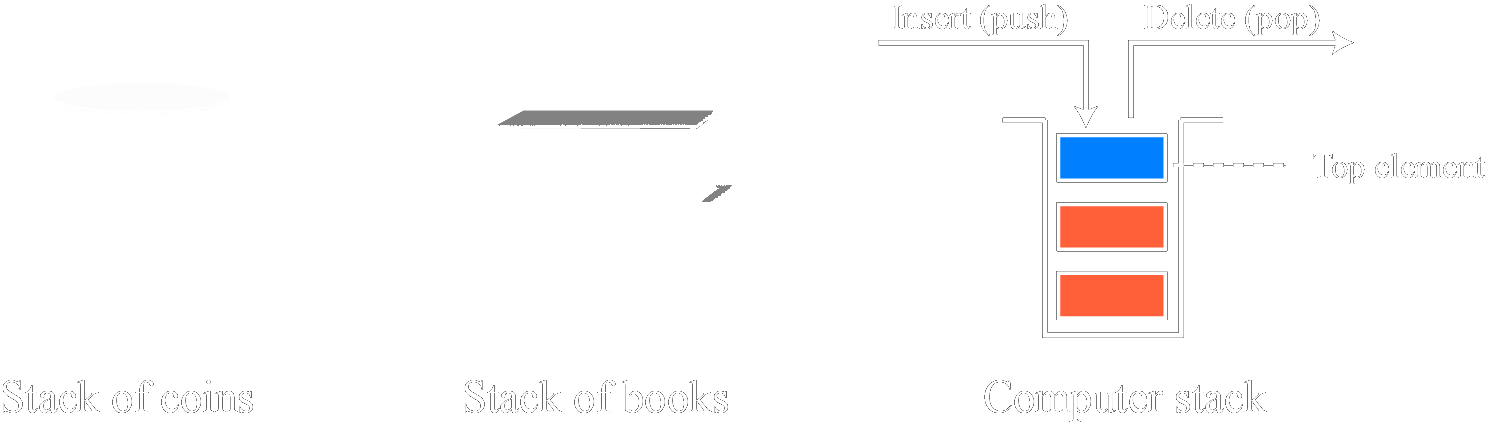 Insert (push)
Delete (pop)
Top element
Stack of coins
Stack of books
Computer stack